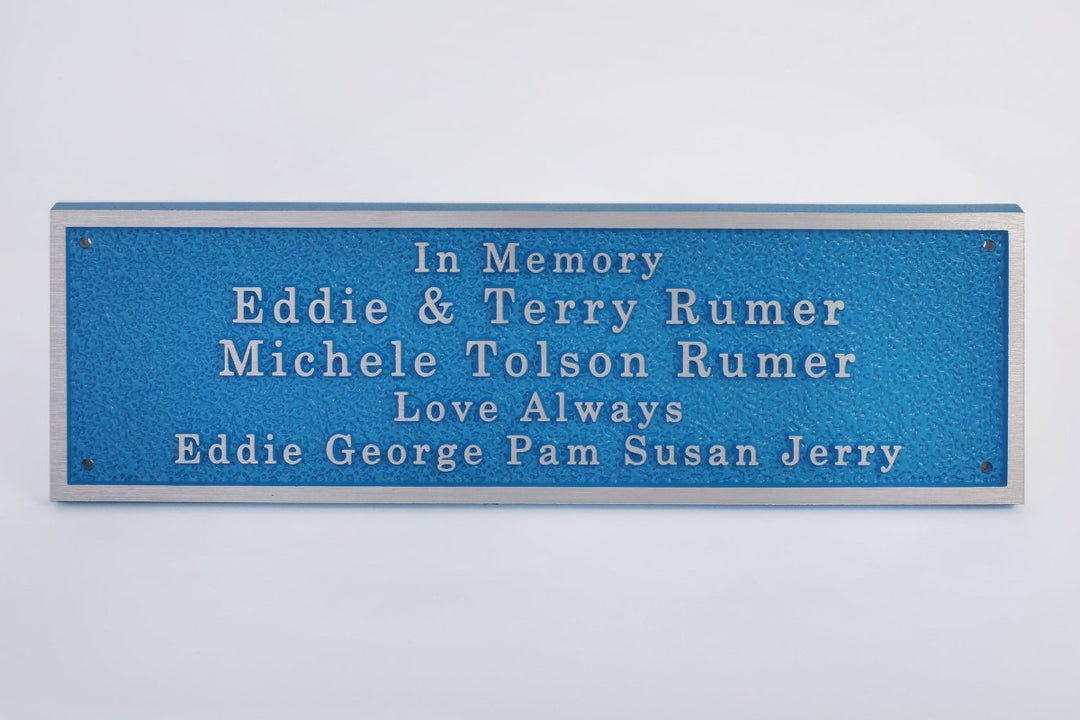 In Memory
Eddie & Terry Rumer
Michele Tolson Rumer
Love Always
Eddie George Pam Susan Jerry